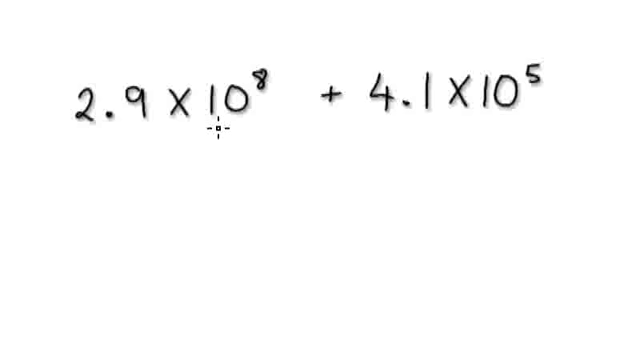 2.9 × 10⁸ + 4.1 × 10⁵